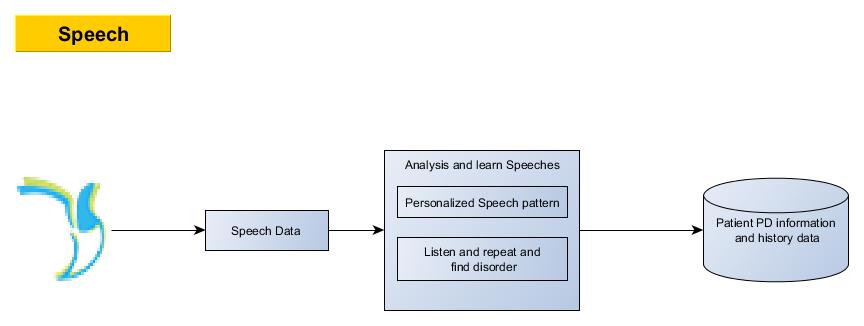 Speech
Speech Data
Analysis and learn Speeches
Personalized Speech pattern
Listen and repeat and
find disorder
Patient PD information
and history data